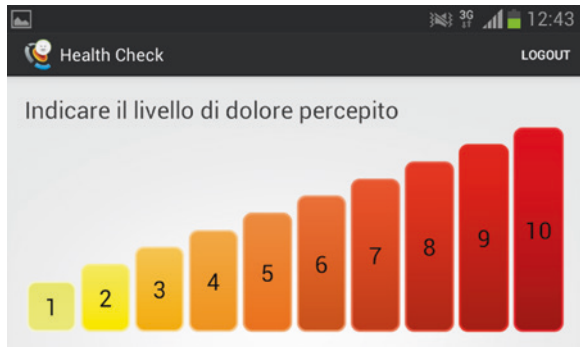 3G 12:43
Health Check LOGOUT
Indicare il livello di dolore percepito
1 2 3 4 5 6 7 8 9 10